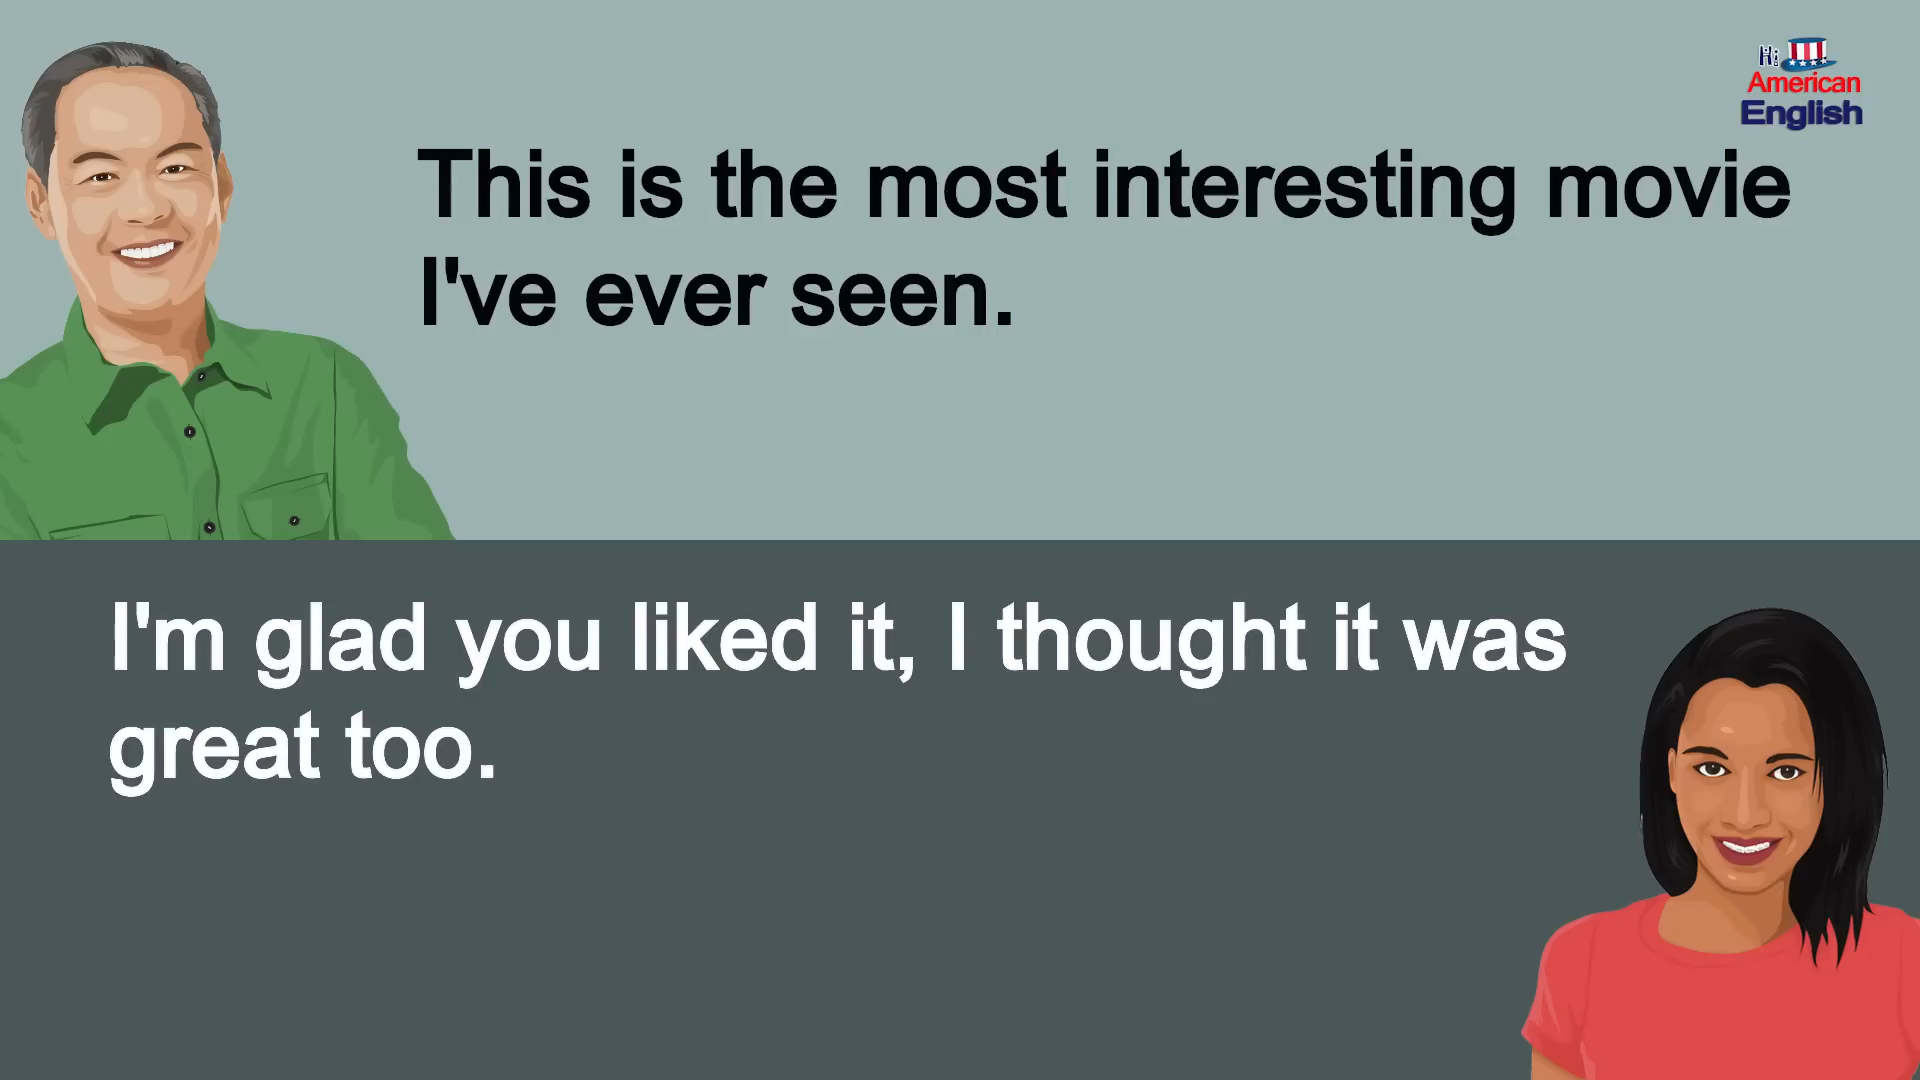 Hi
American
English
This is the most interesting movie
I've ever seen.
I'm glad you liked it, I thought it was
great too.